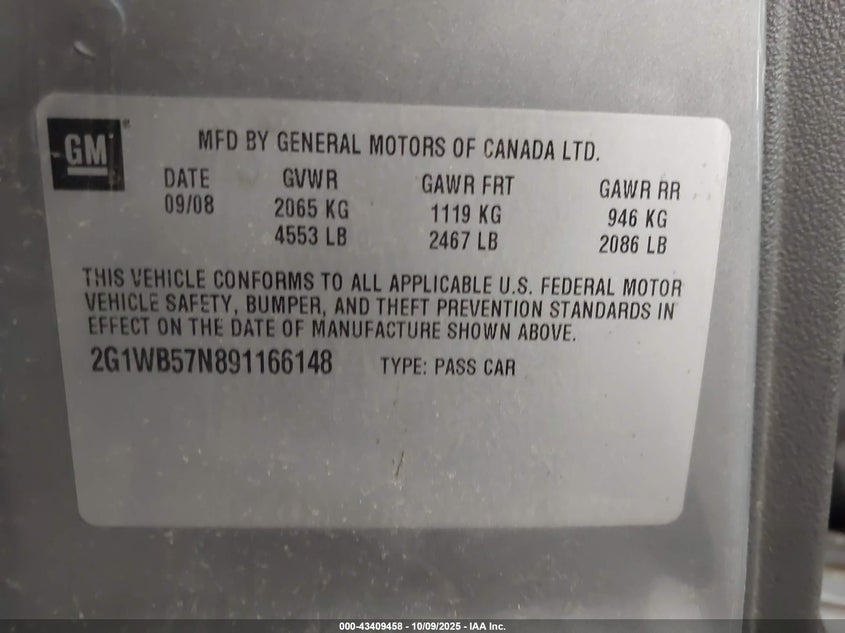 GM®
MFD BY GENERAL MOTORS OF CANADA LTD.
DATE GVWR GAWR FRT GAWR RR
09/08 2065 KG 1119 KG 946 KG
4553 LB 2467 LB 2086 LB
THIS VEHICLE CONFORMS TO ALL APPLICABLE U.S. FEDERAL MOTOR
VEHICLE SAFETY, BUMPER, AND THEFT PREVENTION STANDARDS IN
EFFECT ON THE DATE OF MANUFACTURE SHOWN ABOVE.
2G1WB57N891166148 TYPE: PASS CAR
000-43409458 - 10/09/2025 - IAA Inc.